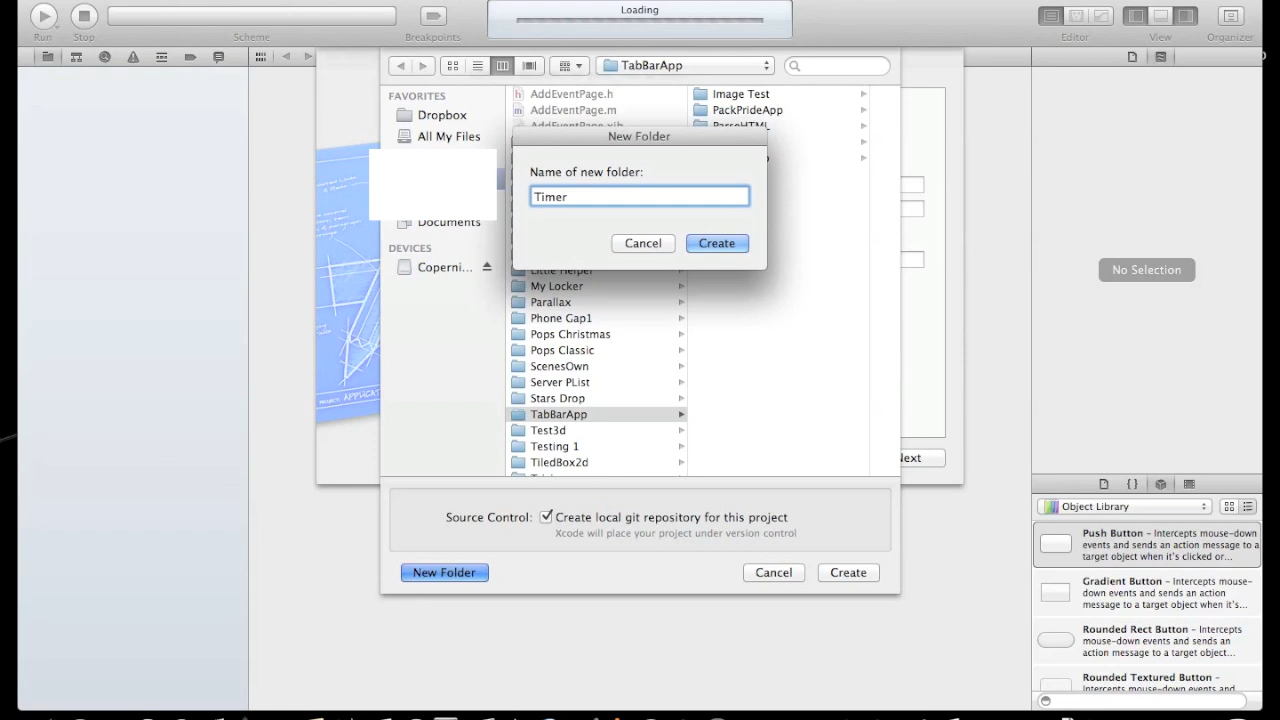 Loading
Run
Stop
Scheme
Breakpoints
Editor
View
Organizer
TabBarApp
FAVORITES
Dropbox
All My Files
Documents
DEVICES
Coperni...
AddEventPage.h
AddEventPage.m
AddEventPage.xib
Image Test
PackPrideApp
ParseHTML
New Folder
Name of new folder:
Timer
Cancel
Create
Little Helper
My Locker
Parallax
Phone Gap1
Pops Christmas
Pops Classic
ScenesOwn
Server PList
Stars Drop
TabBarApp
Test3d
Testing 1
TiledBox2d
Next
Source Control:
Create local git repository for this project
Xcode will place your project under version control
New Folder
Cancel
Create
No Selection
Object Library
Push Button – Intercepts mouse-down
events and sends an action message to a
target object when it's clicked or...
Gradient Button – Intercepts mouse-
down events and sends an action
message to a target object when it's...
Rounded Rect Button – Intercepts
mouse-down events and sends an
action message to a target object...
Rounded Textured Button –
Intercepts mouse-down events and